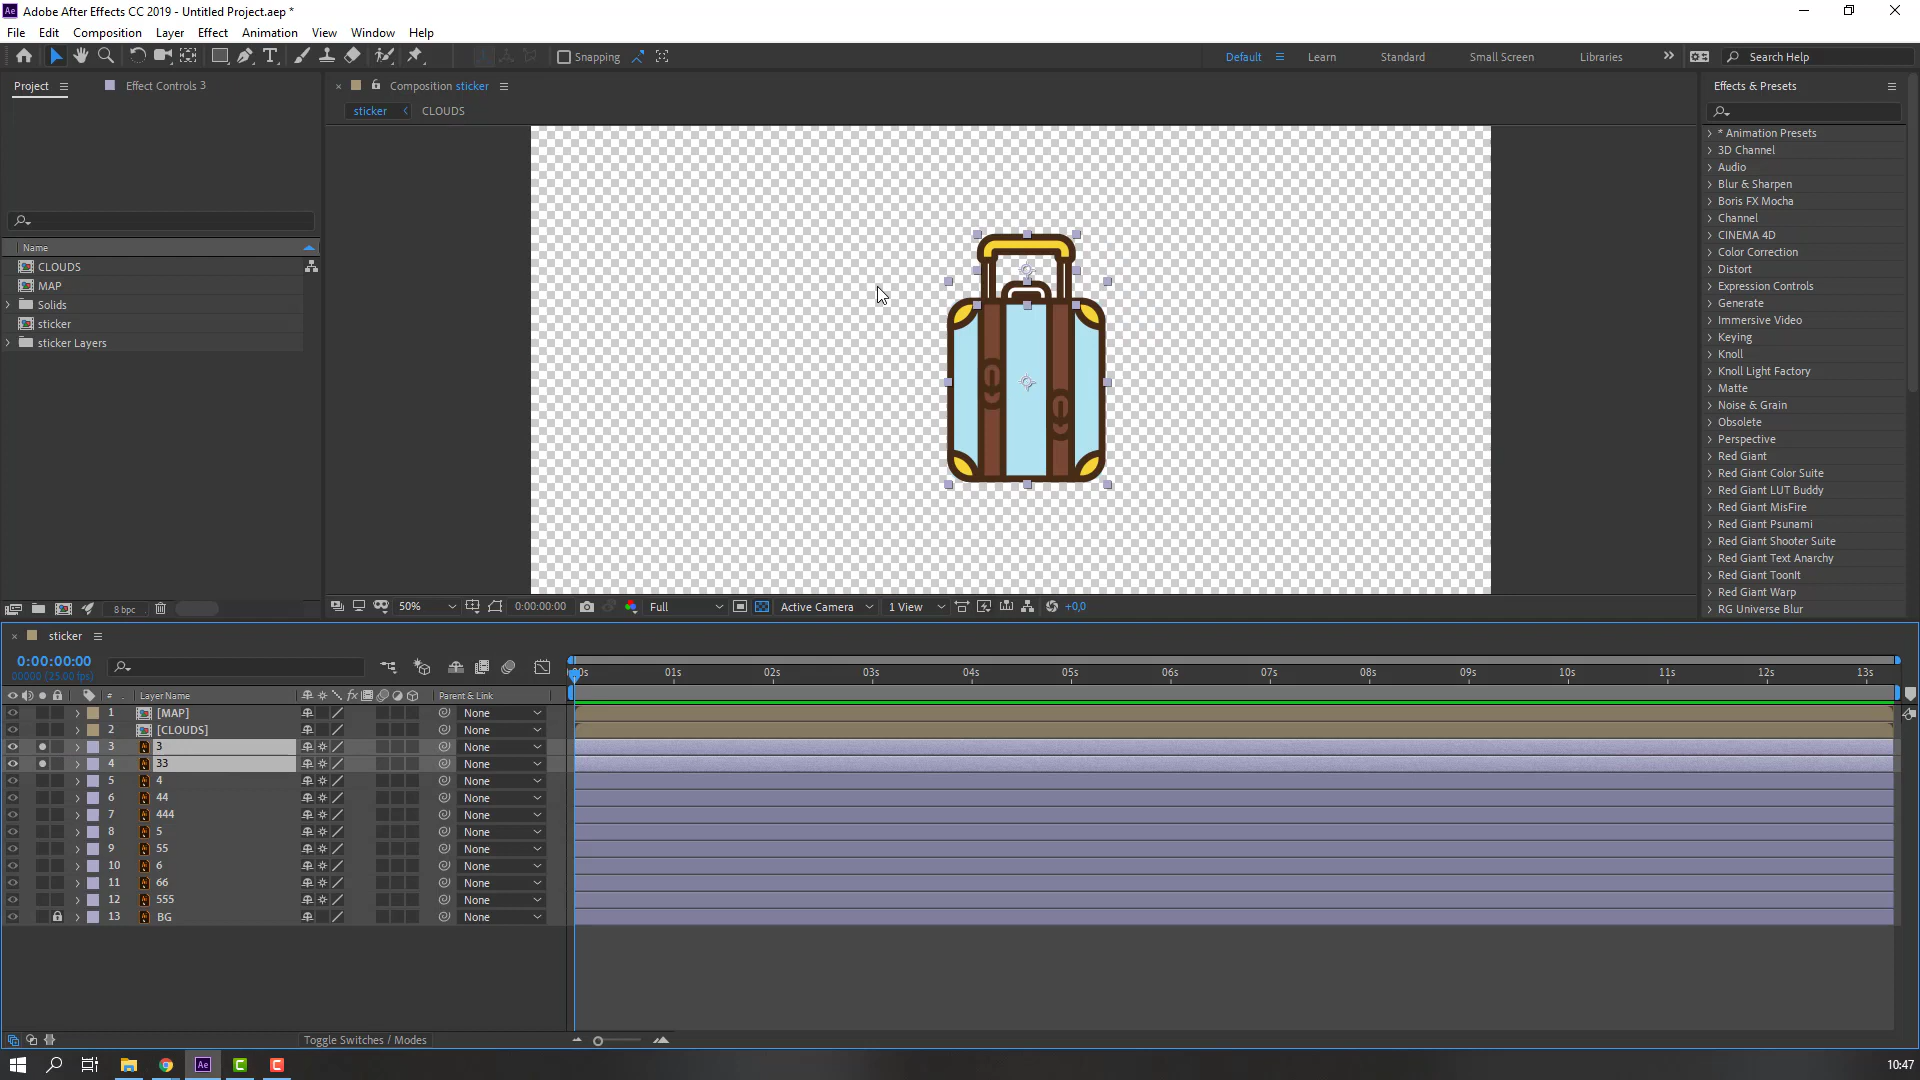 Adobe After Effects CC 2019 - Untitled Project.aep *
File Edit Composition Layer Effect Animation View Window Help
Snapping
Default Learn Standard Small Screen Libraries Search Help
Project Effect Controls 3
Composition sticker
sticker CLOUDS
Effects & Presets
Name
CLOUDS
MAP
Solids
sticker
sticker Layers
* Animation Presets
3D Channel
Audio
Blur & Sharpen
Boris FX Mocha
Channel
CINEMA 4D
Color Correction
Distort
Expression Controls
Generate
Immersive Video
Keying
Knoll
Knoll Light Factory
Matte
Noise & Grain
Obsolete
Perspective
Red Giant
Red Giant Color Suite
Red Giant LUT Buddy
Red Giant MisFire
Red Giant Psunami
Red Giant Shooter Suite
Red Giant Text Anarchy
Red Giant ToonIt
Red Giant Warp
RG Universe Blur
8 bpc
50% 0:00:00:00 Full Active Camera 1 View +0,0
sticker
0:00:00:00
00000 (25.00 fps)
00s 01s 02s 03s 04s 05s 06s 07s 08s 09s 10s 11s 12s 13s
# Layer Name fx Parent & Link
1 [MAP] None
2 [CLOUDS] None
3 3 None
4 33 None
5 4 None
6 44 None
7 444 None
8 5 None
9 55 None
10 6 None
11 66 None
12 555 None
13 BG None
Toggle Switches / Modes
10:47